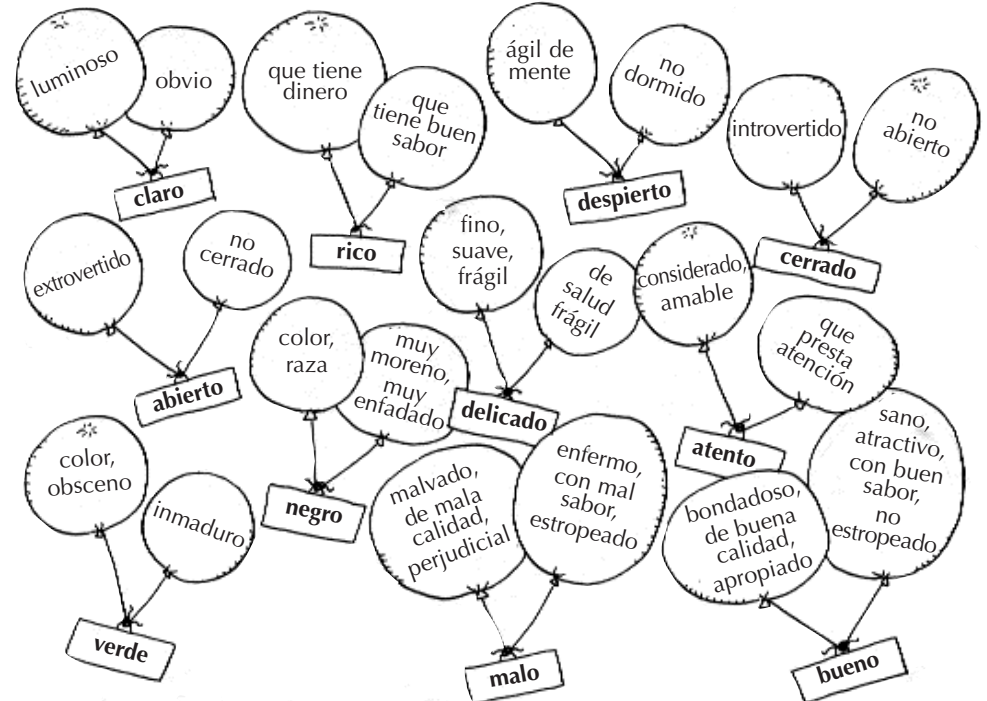 luminoso
obvio
claro
que tiene
dinero
que
tiene buen
sabor
rico
ágil de
mente
no
dormido
despierto
introvertido
no
abierto
cerrado
extrovertido
no
cerrado
abierto
color,
raza
muy
moreno,
muy
enfadado
negro
fino,
suave,
frágil
de
salud
frágil
delicado
considerado,
amable
que
presta
atención
atento
color,
obsceno
inmaduro
verde
malvado,
de mala
calidad,
perjudicial
enfermo,
con mal
sabor,
estropeado
malo
bondadoso,
de buena
calidad,
apropiado
sano,
atractivo,
con buen
sabor,
no
estropeado
bueno